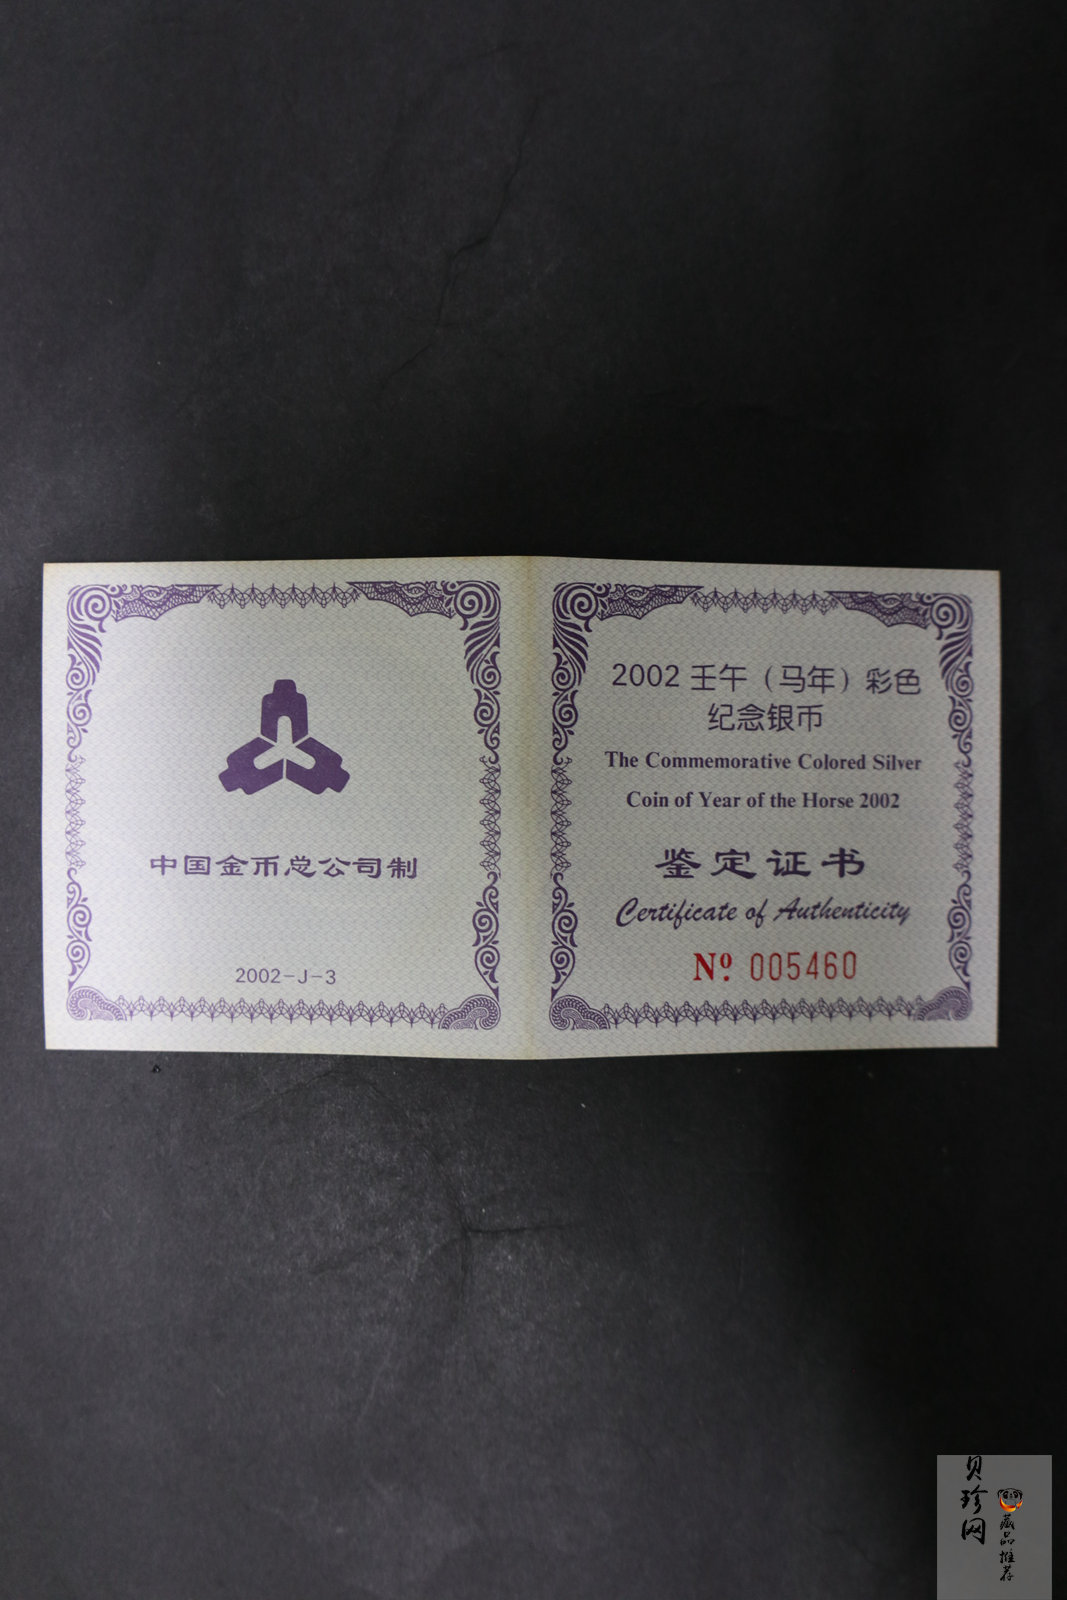 中国金币总公司制
2002-J-3
2002 壬午（马年）彩色
纪念银币
The Commemorative Colored Silver
Coin of Year of the Horse 2002
鉴定证书
Certificate of Authenticity
Nº 005460
贝珍网
藏品推荐